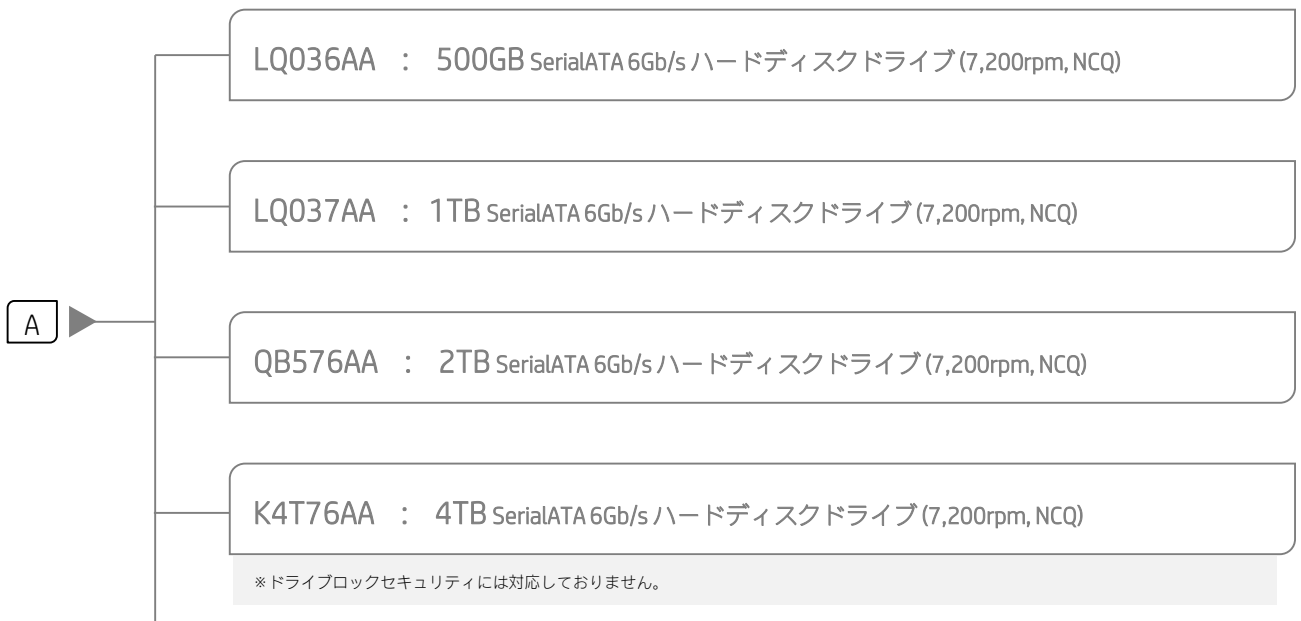 LQ036AA : 500GB SerialATA 6Gb/s ハードディスクドライブ (7,200rpm, NCQ)
LQ037AA : 1TB SerialATA 6Gb/s ハードディスクドライブ (7,200rpm, NCQ)
A
QB576AA : 2TB SerialATA 6Gb/s ハードディスクドライブ (7,200rpm, NCQ)
K4T76AA : 4TB SerialATA 6Gb/s ハードディスクドライブ (7,200rpm, NCQ)
※ドライブロックセキュリティには対応しておりません。